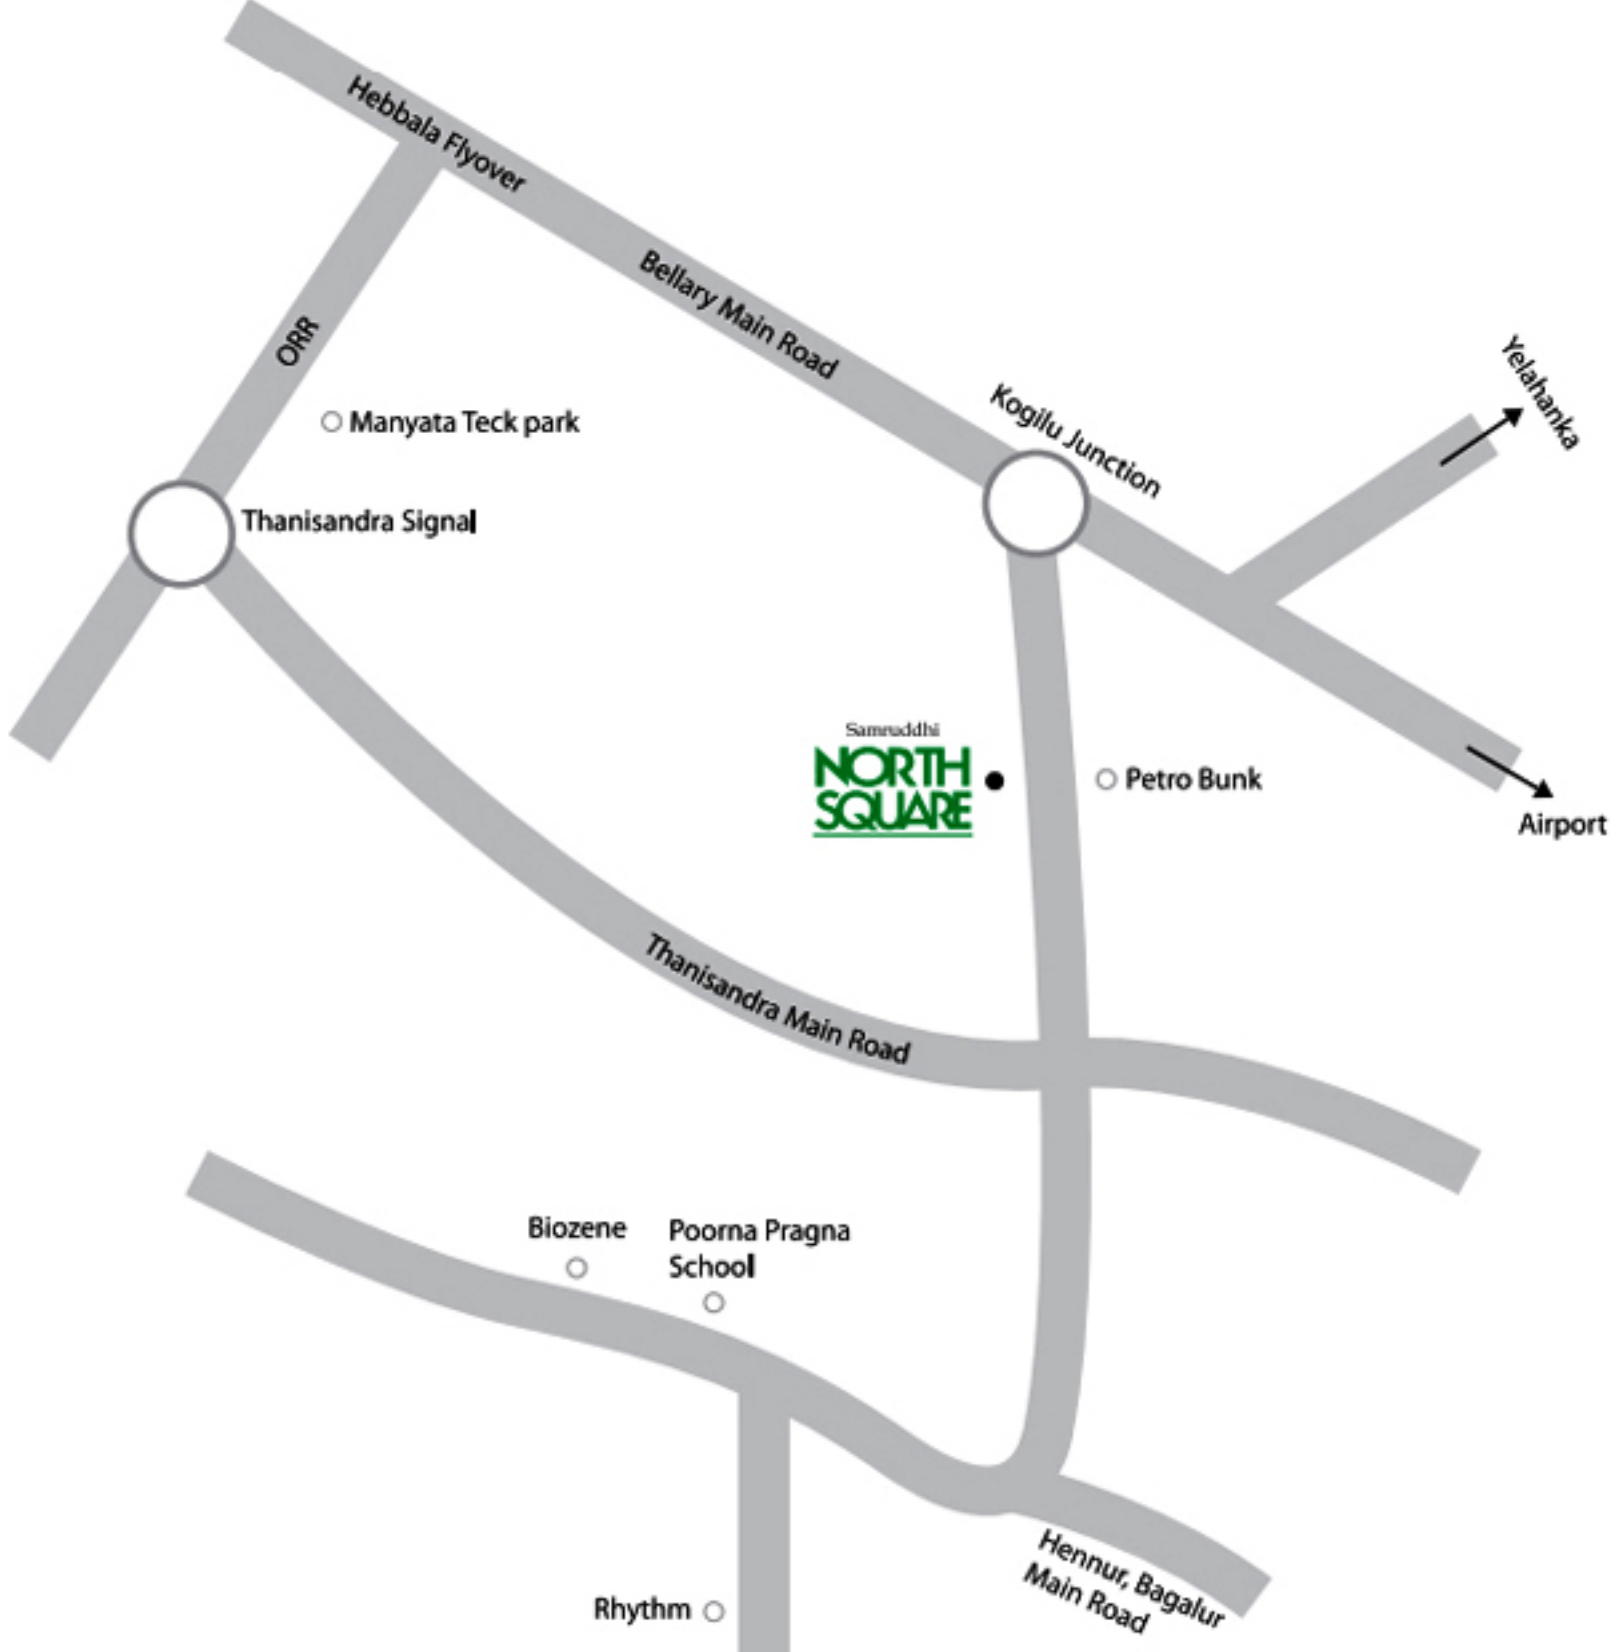 Hebbala Flyover
Bellary Main Road
ORR
Kogilu Junction
Yelahanka
Manyata Teck park
Thanisandra Signal
Samruddhi
NORTH
SQUARE
Petro Bunk
Airport
Thanisandra Main Road
Biozene
Poorna Pragna
School
Hennur, Bagalur
Main Road
Rhythm